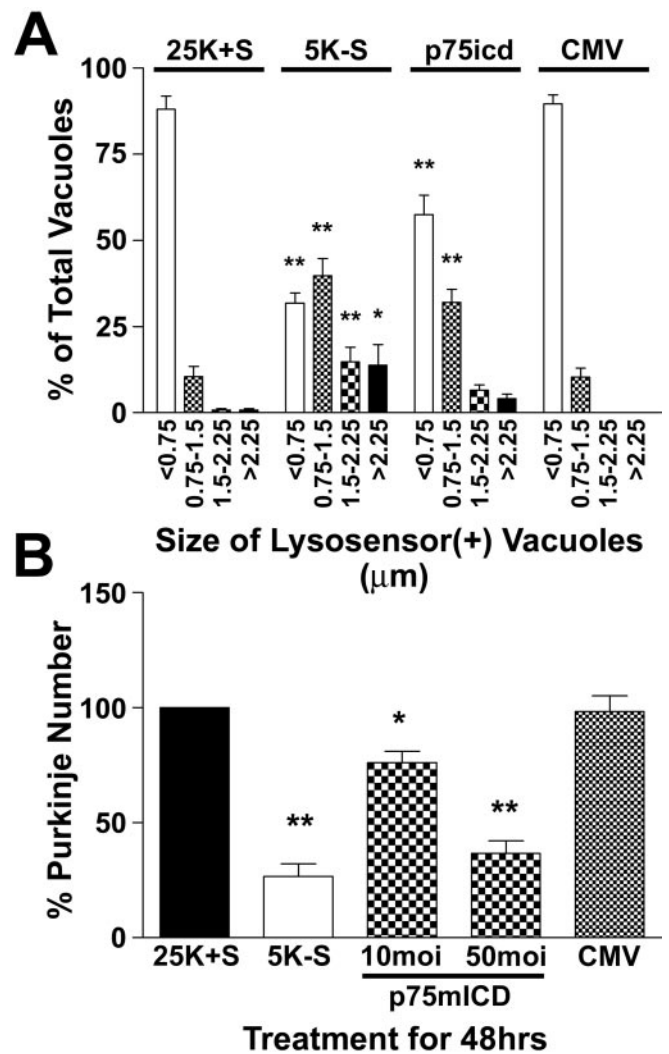 A
25K+S 5K-S p75icd CMV
% of Total Vacuoles
100
75
50
25
0
** ** ** * ** **
<0.75 0.75-1.5 1.5-2.25 >2.25 <0.75 0.75-1.5 1.5-2.25 >2.25 <0.75 0.75-1.5 1.5-2.25 >2.25 <0.75 0.75-1.5 1.5-2.25 >2.25
Size of Lysosensor(+) Vacuoles
(μm)
B
% Purkinje Number
150
100
50
0
** * **
25K+S 5K-S 10moi 50moi CMV
p75mICD
Treatment for 48hrs